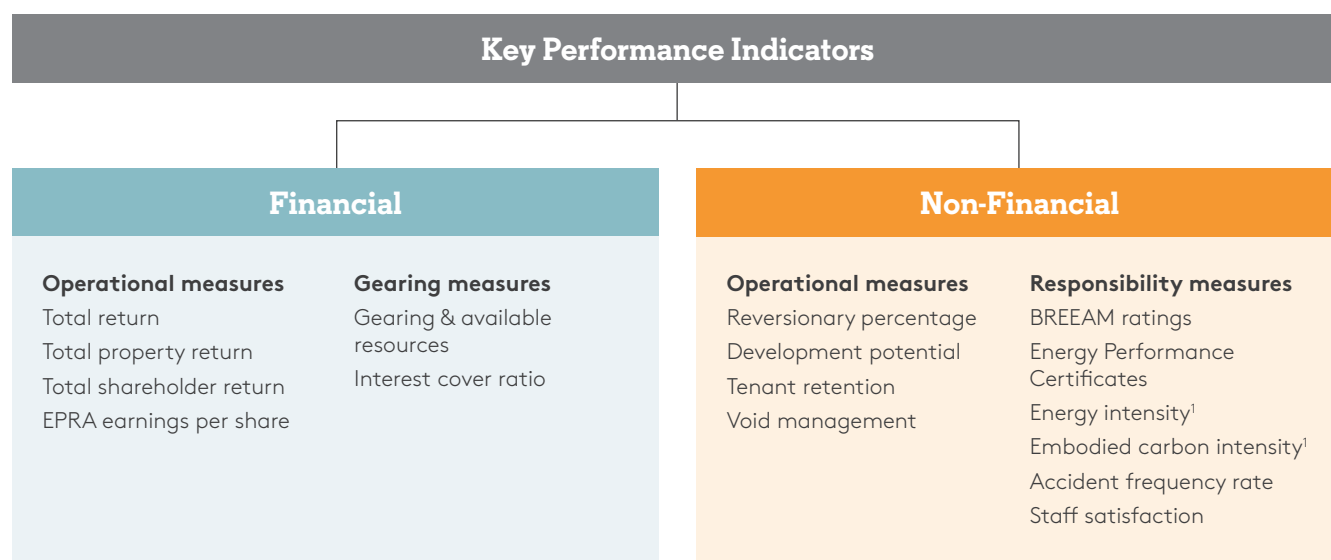 Key Performance Indicators
Financial
Operational measures
Total return
Total property return
Total shareholder return
EPRA earnings per share
Gearing measures
Gearing & available
resources
Interest cover ratio
Non-Financial
Operational measures
Reversionary percentage
Development potential
Tenant retention
Void management
Responsibility measures
BREEAM ratings
Energy Performance
Certificates
Energy intensity¹
Embodied carbon intensity¹
Accident frequency rate
Staff satisfaction